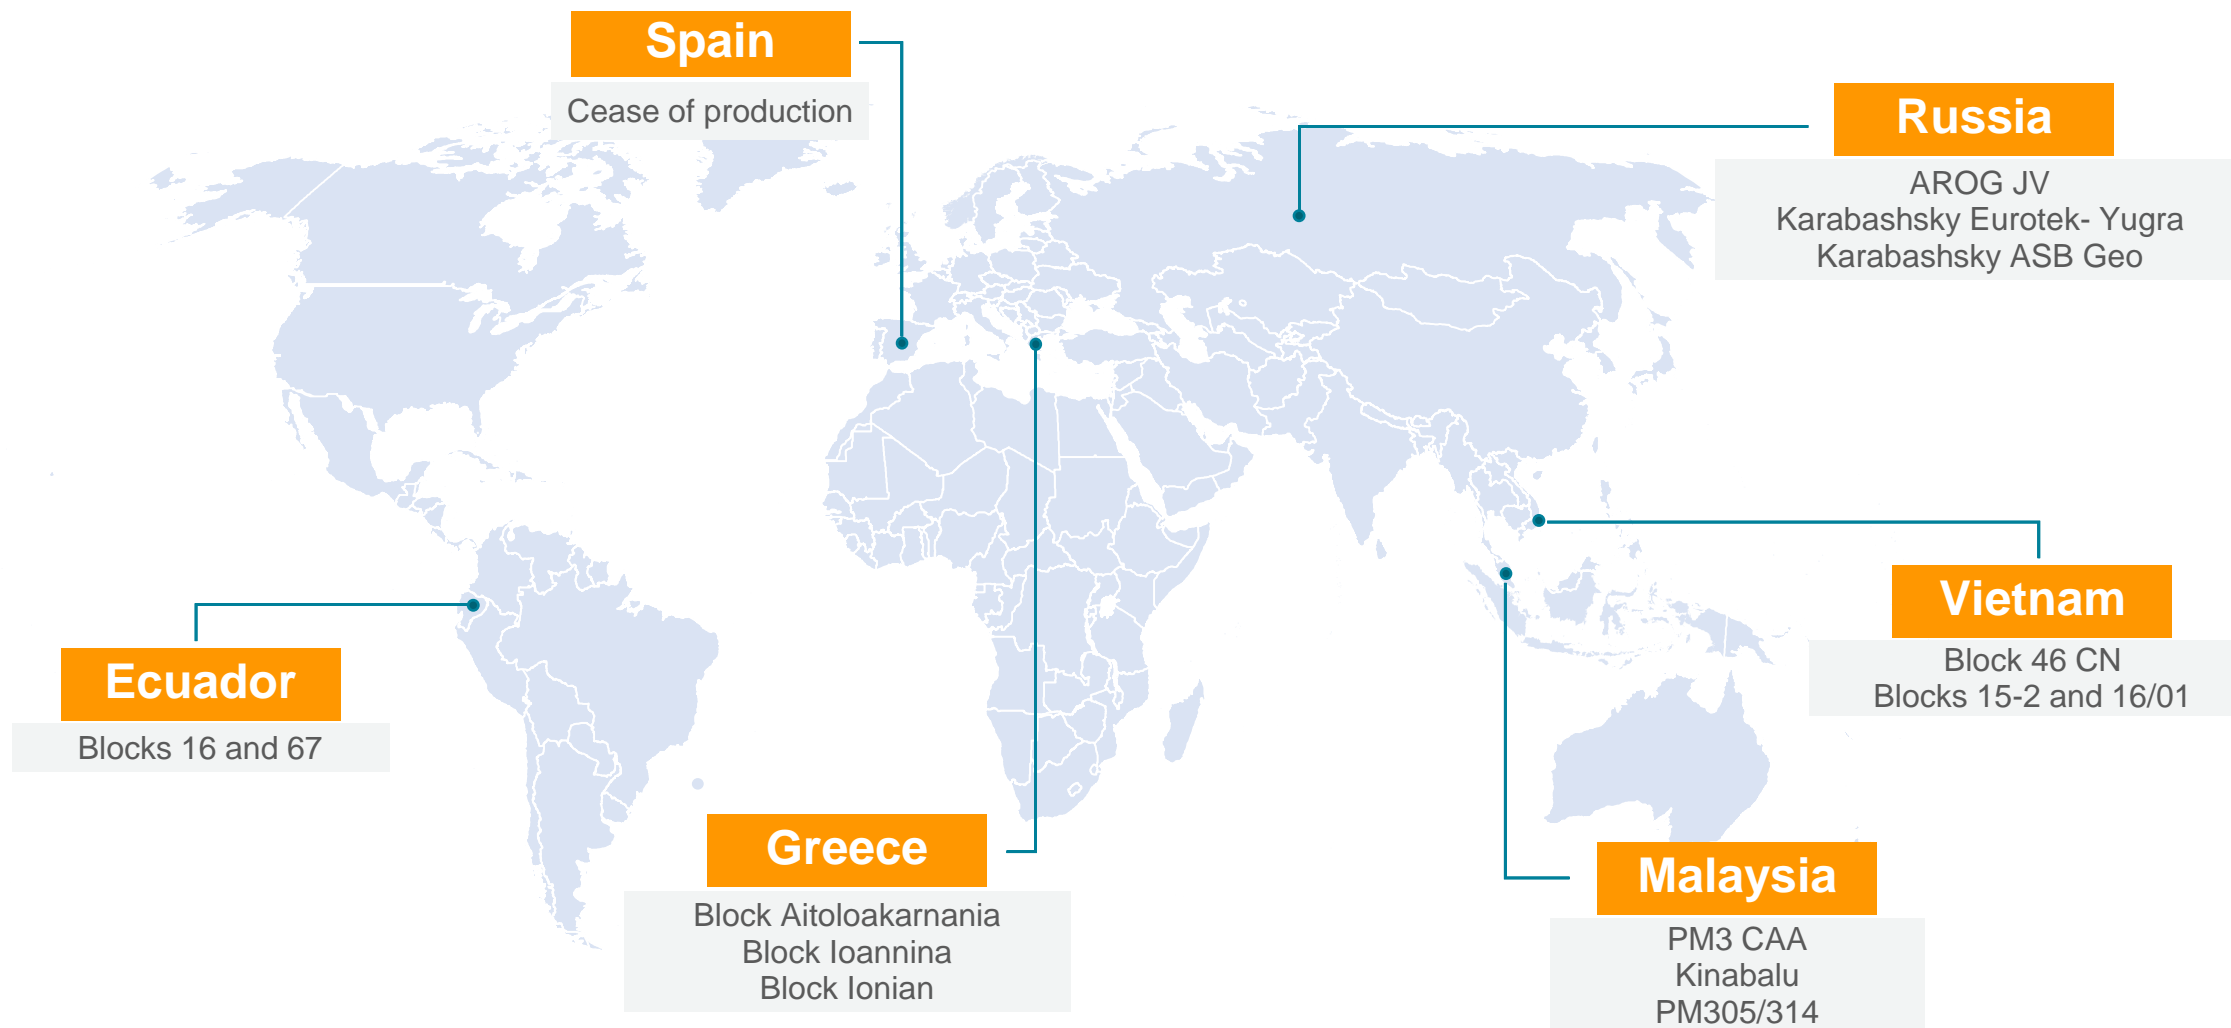 Spain
Cease of production
Russia
AROG JV
Karabashsky Eurotek- Yugra
Karabashsky ASB Geo
Vietnam
Block 46 CN
Blocks 15-2 and 16/01
Ecuador
Blocks 16 and 67
Greece
Block Aitoloakarnania
Block Ioannina
Block Ionian
Malaysia
PM3 CAA
Kinabalu
PM305/314